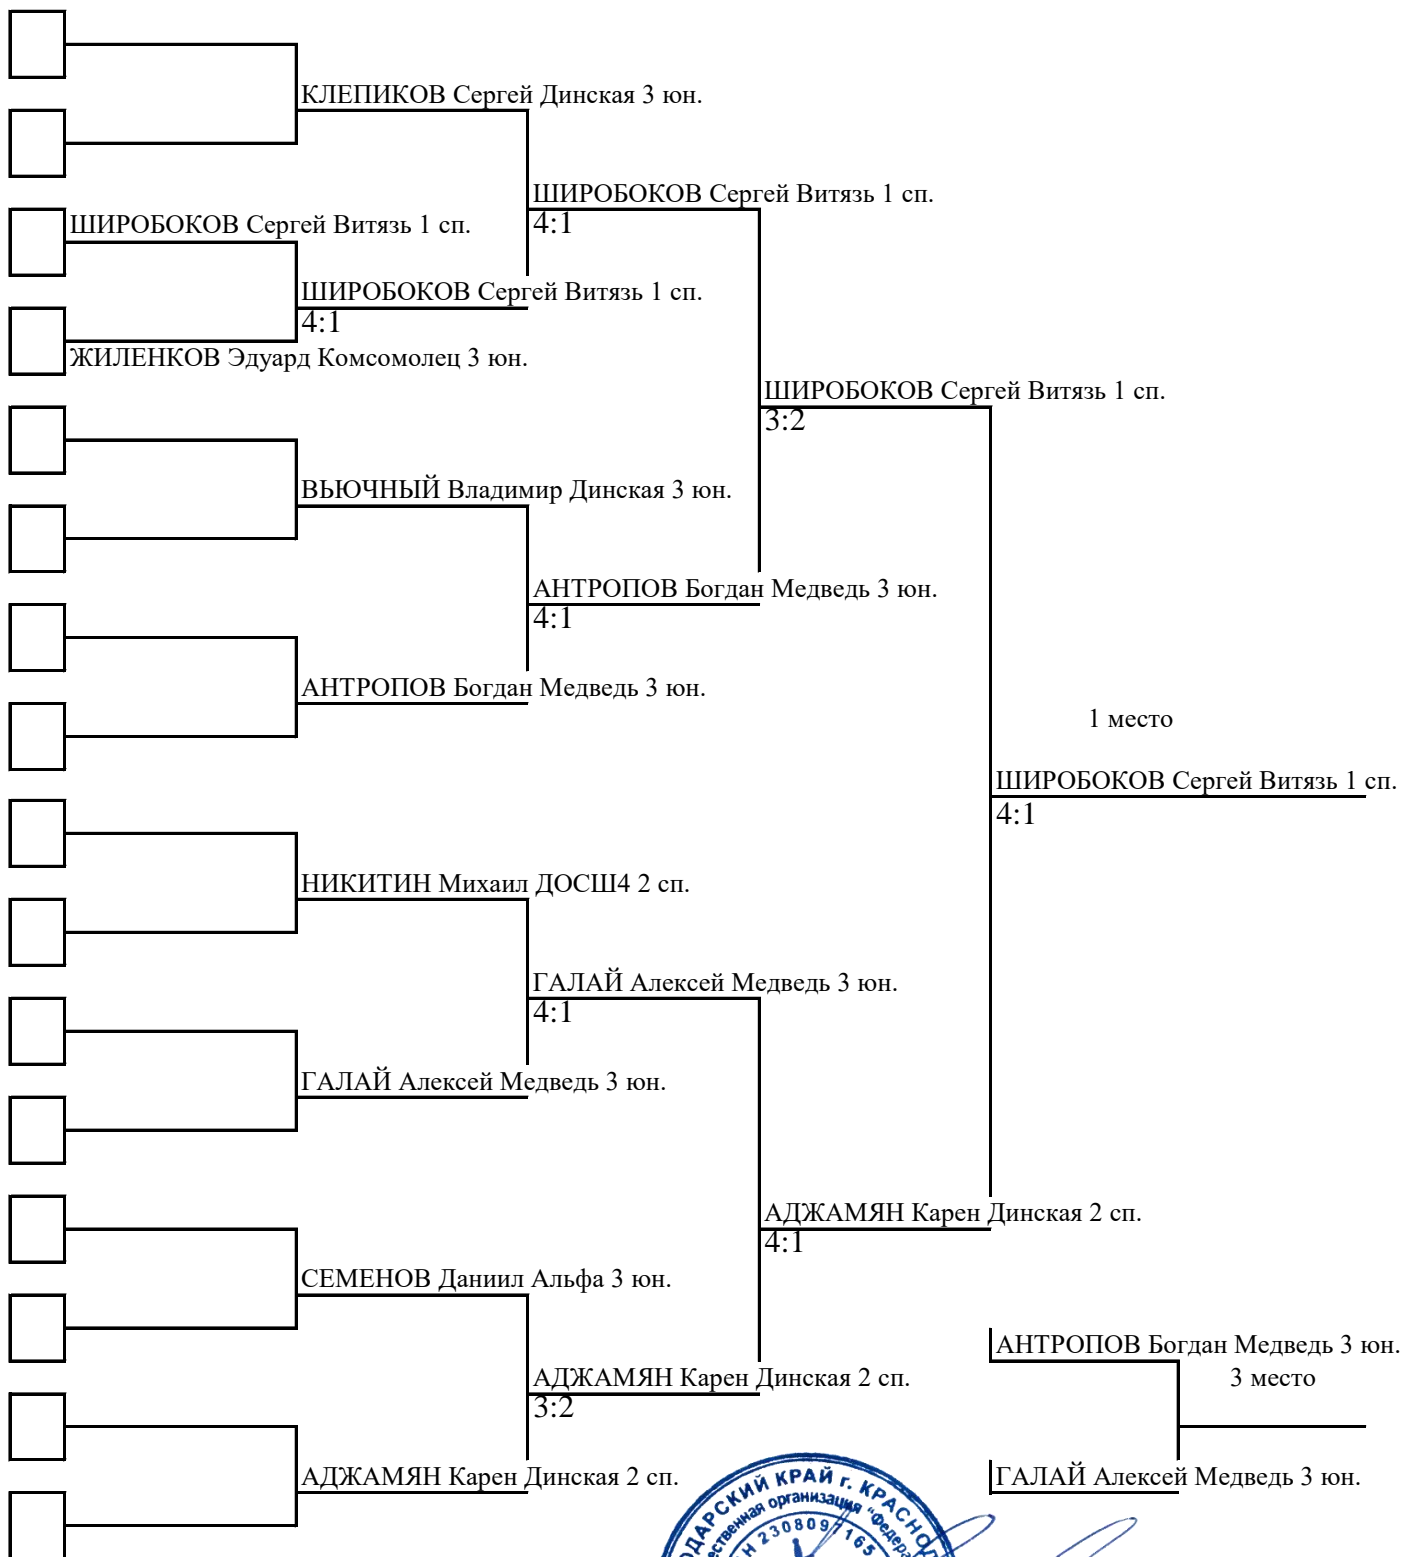 КЛЕПИКОВ Сергей Динская 3 юн.
ШИРОБОКОВ Сергей Витязь 1 сп.
4:1
ШИРОБОКОВ Сергей Витязь 1 сп.
ШИРОБОКОВ Сергей Витязь 1 сп.
4:1
ЖИЛЕНКОВ Эдуард Комсомолец 3 юн.
ШИРОБОКОВ Сергей Витязь 1 сп.
3:2
ВЬЮЧНЫЙ Владимир Динская 3 юн.
АНТРОПОВ Богдан Медведь 3 юн.
4:1
АНТРОПОВ Богдан Медведь 3 юн.
1 место
ШИРОБОКОВ Сергей Витязь 1 сп.
4:1
НИКИТИН Михаил ДОСШ4 2 сп.
ГАЛАЙ Алексей Медведь 3 юн.
4:1
ГАЛАЙ Алексей Медведь 3 юн.
АДЖАМЯН Карен Динская 2 сп.
4:1
СЕМЕНОВ Даниил Альфа 3 юн.
АНТРОПОВ Богдан Медведь 3 юн.
3 место
АДЖАМЯН Карен Динская 2 сп.
3:2
АДЖАМЯН Карен Динская 2 сп.
ГАЛАЙ Алексей Медведь 3 юн.
КРАЙ г.
организация
2308097165